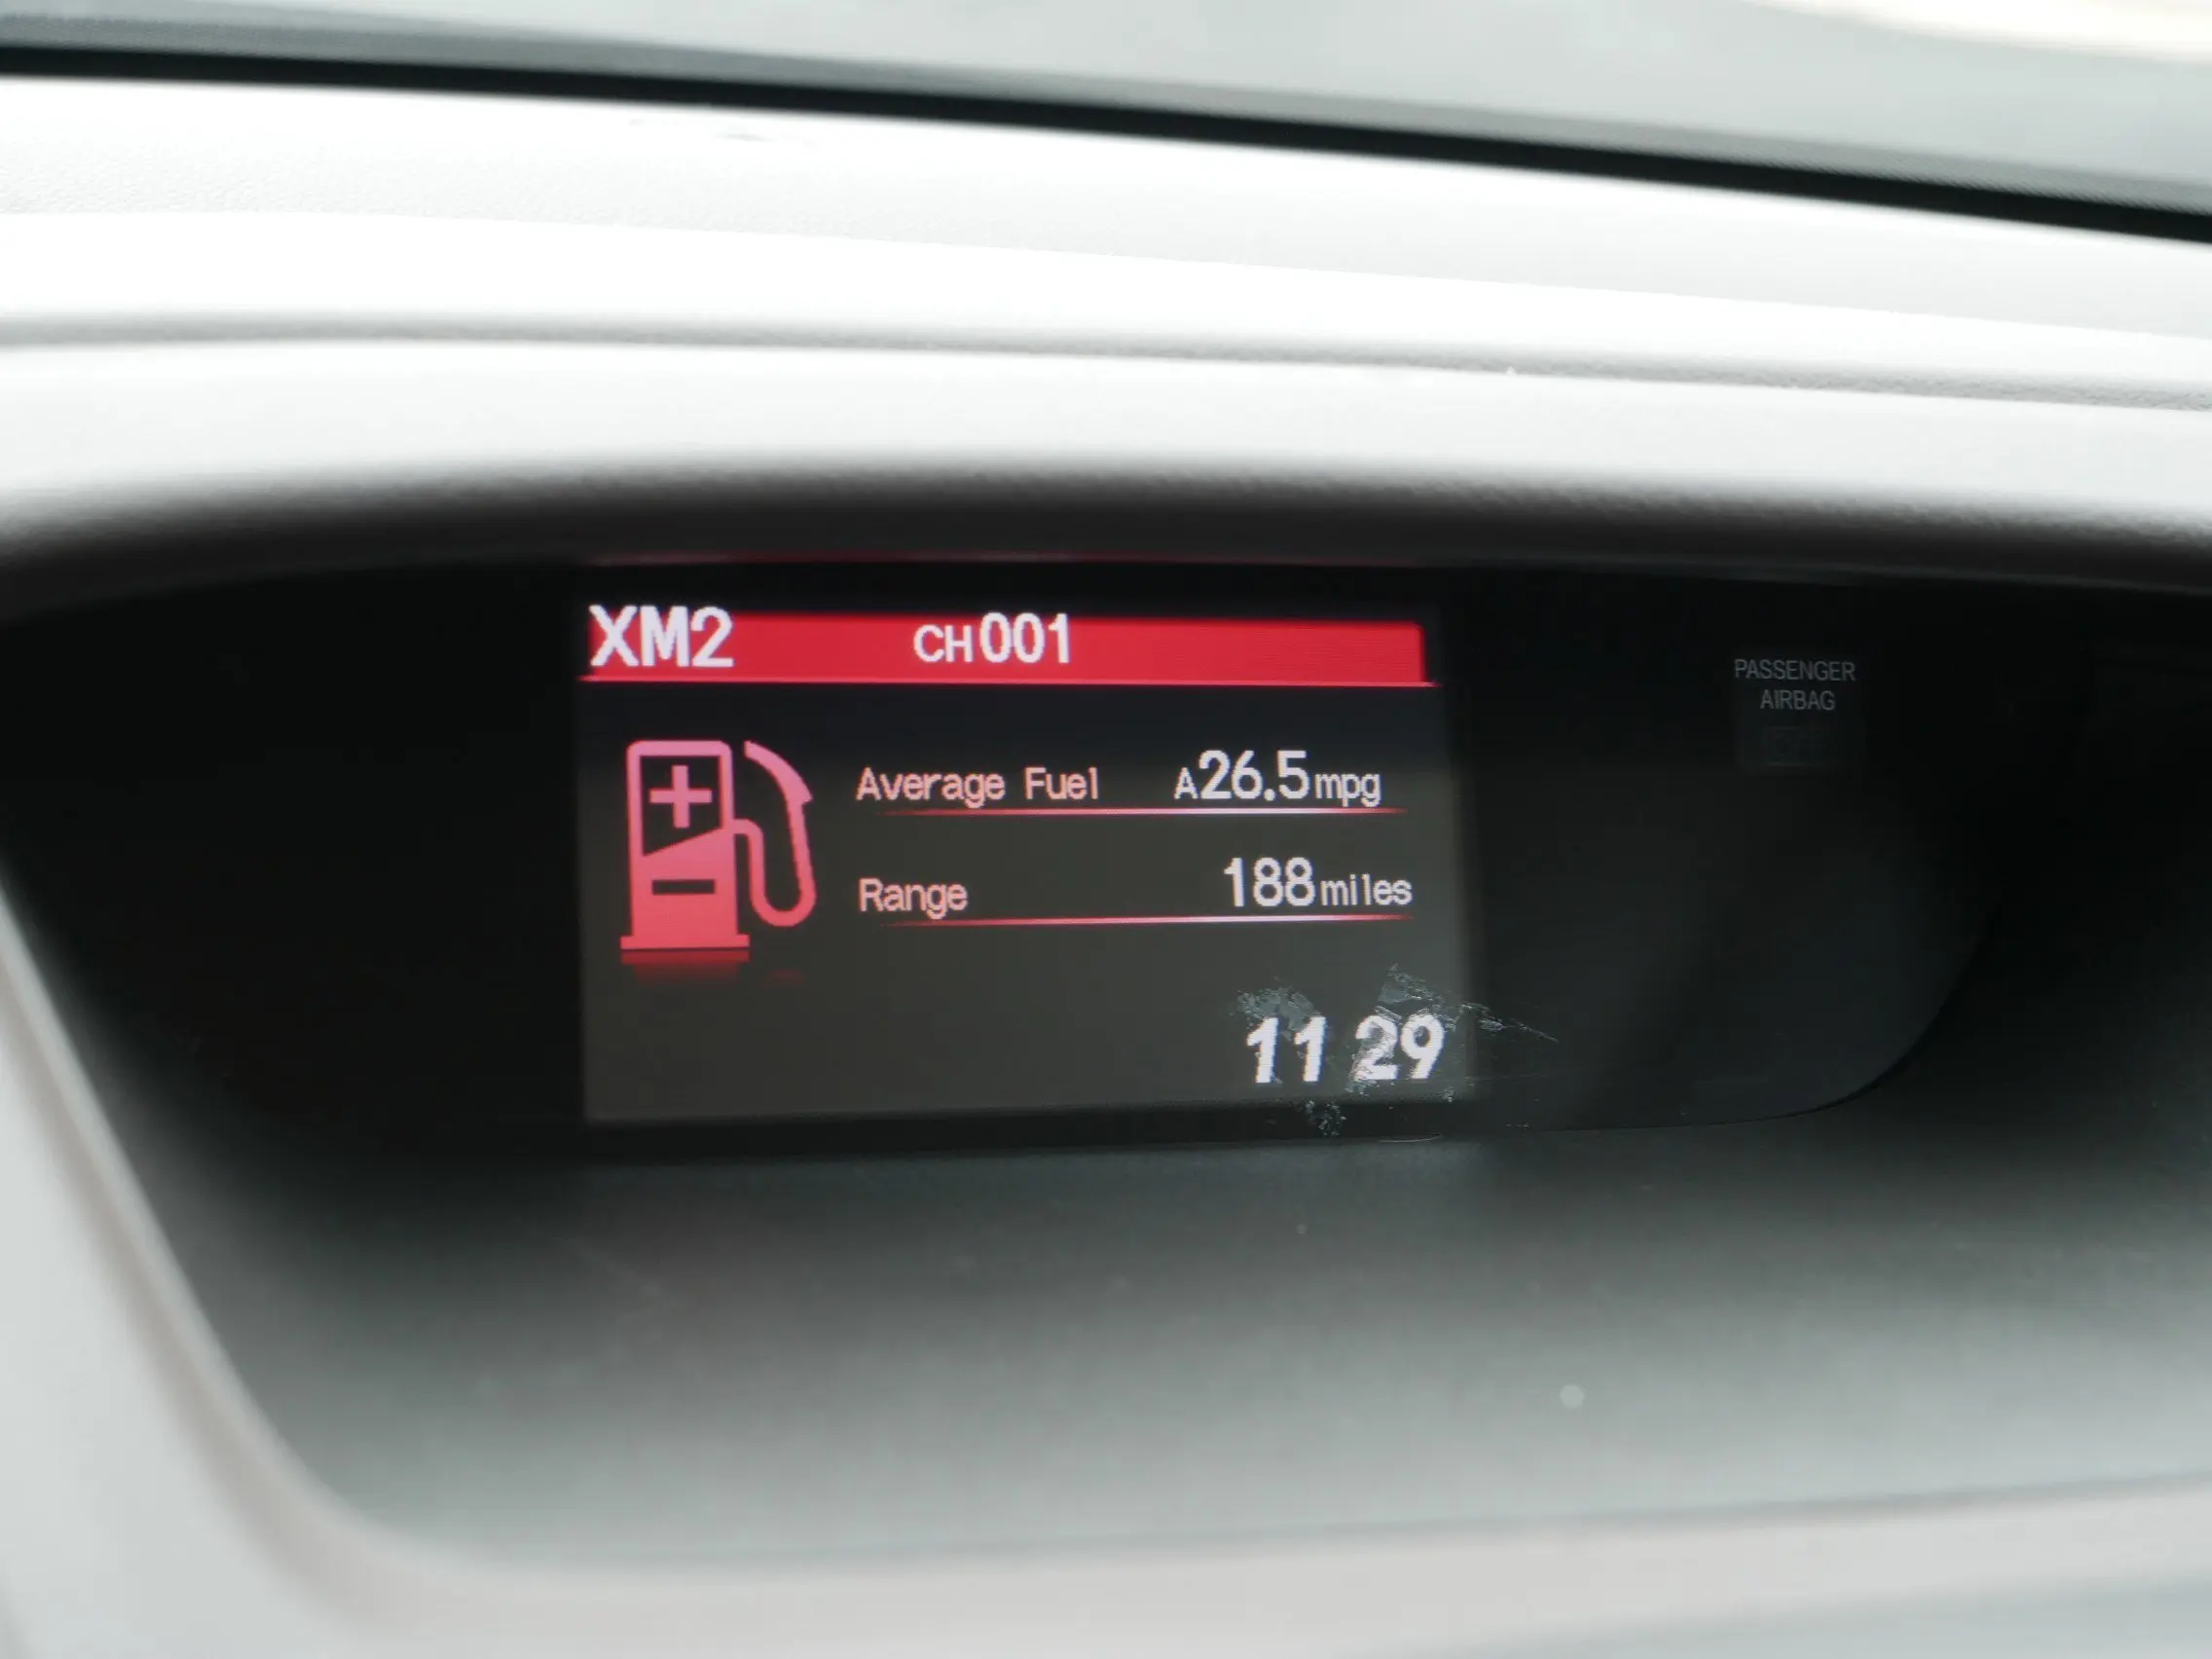 XM2 CH001
Average Fuel A26.5mpg
Range 188miles
11 29
PASSENGER
AIRBAG